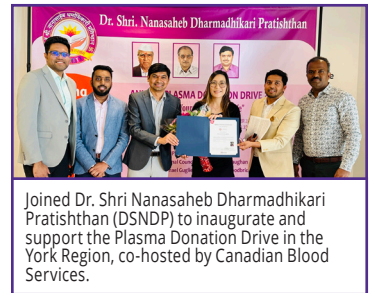 Dr. Shri. Nanasaheb Dharmadhikari Pratishthan
PLASMA DONATION DRIVE
Joined Dr. Shri Nanasaheb Dharmadhikari
Pratishthan (DSNDP) to inaugurate and
support the Plasma Donation Drive in the
York Region, co-hosted by Canadian Blood
Services.